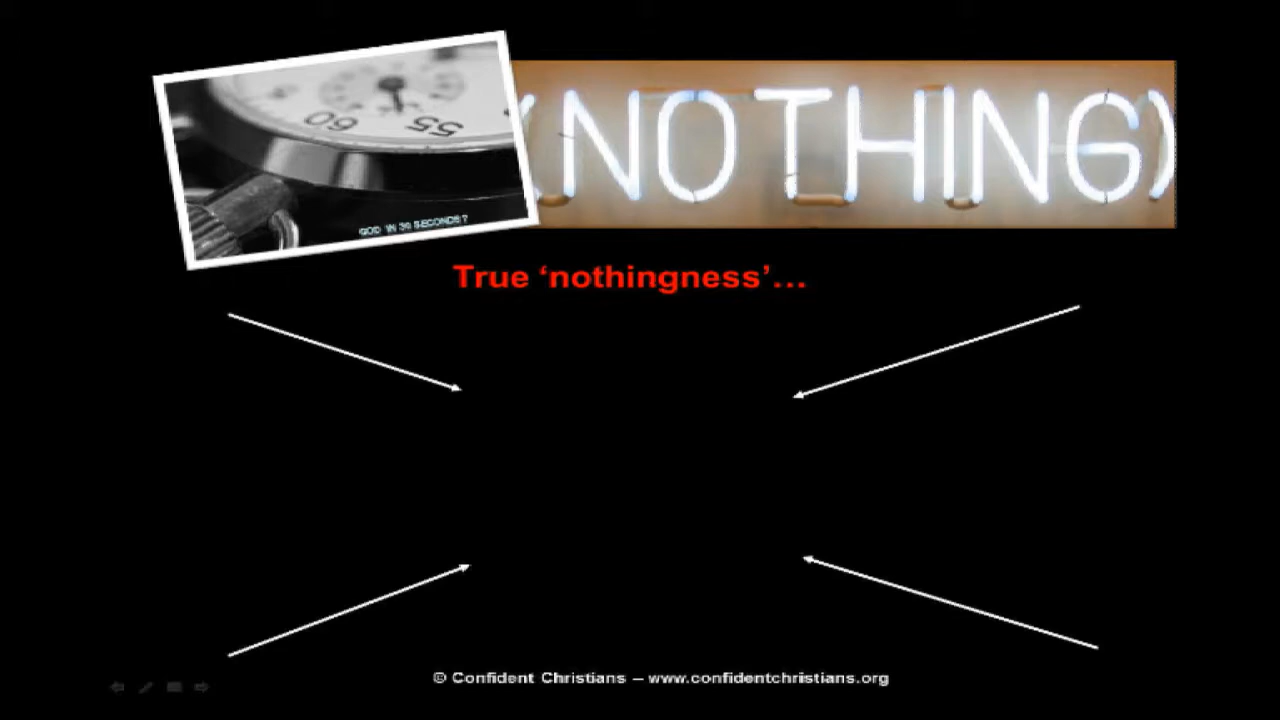 (NOTHING)
60
55
GOD IN 30 SECONDS?
True ‘nothingness’...
© Confident Christians – www.confidentchristians.org